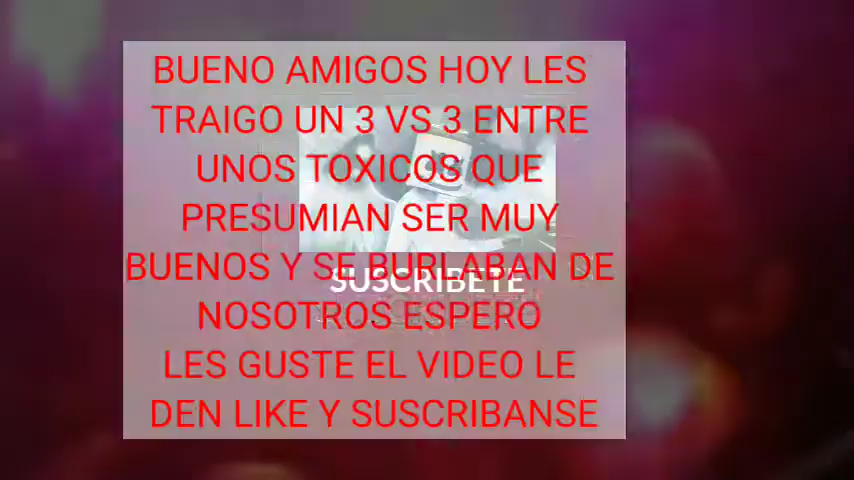 BUENO AMIGOS HOY LES
TRAIGO UN 3 VS 3 ENTRE
UNOS TOXICOS QUE
PRESUMIAN SER MUY
BUENOS Y SE BURLABAN DE
SUSCRIBETE
NOSOTROS ESPERO
LES GUSTE EL VIDEO LE
DEN LIKE Y SUSCRIBANSE